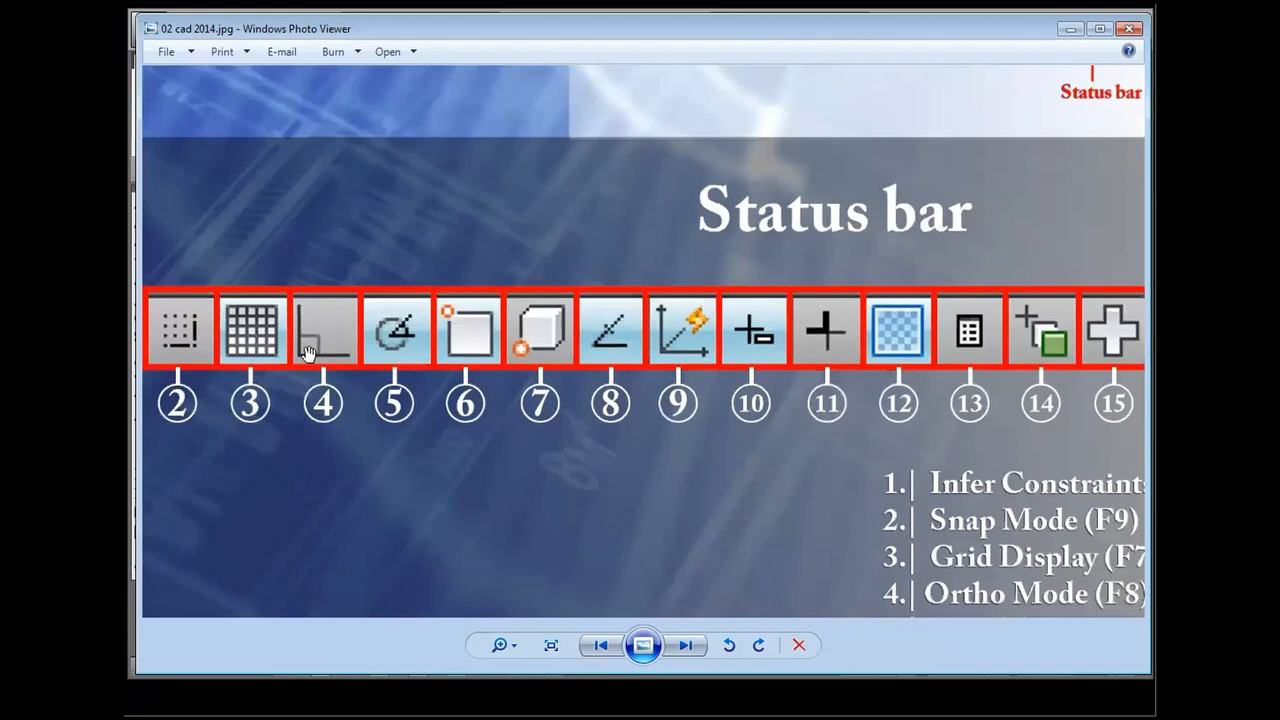 02 cad 2014.jpg - Windows Photo Viewer
File Print E-mail Burn Open
Status bar
Status bar
2 3 4 5 6 7 8 9 10 11 12 13 14 15
1.| Infer Constraints
2.| Snap Mode (F9)
3.| Grid Display (F7
4.| Ortho Mode (F8)